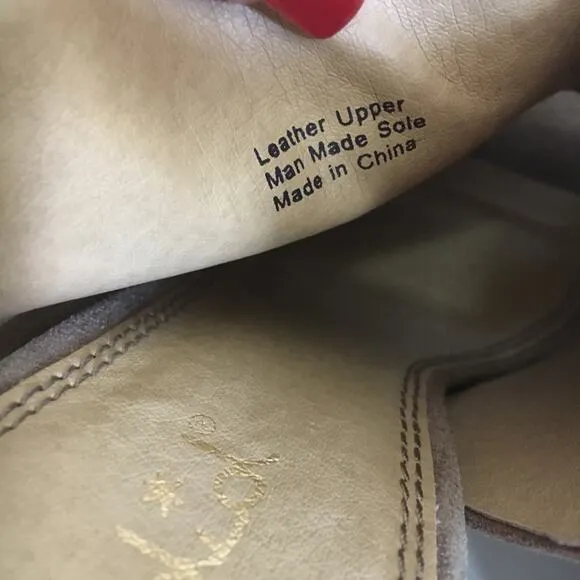 Leather Upper
Man Made Sole
Made in China